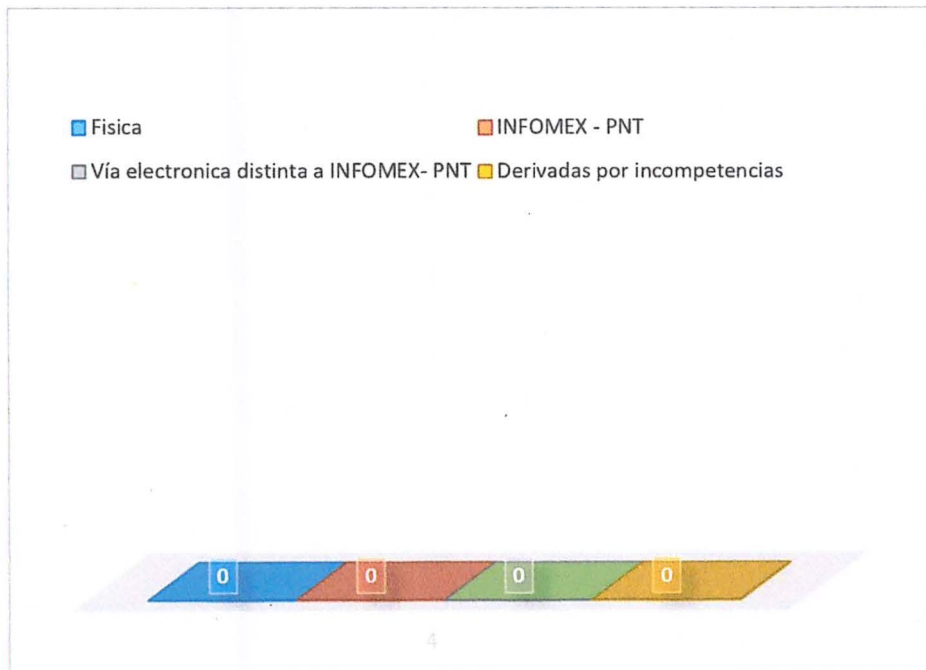 Fisica
INFOMEX - PNT
Vía electronica distinta a INFOMEX- PNT
Derivadas por incompetencias
0 0 0 0
4